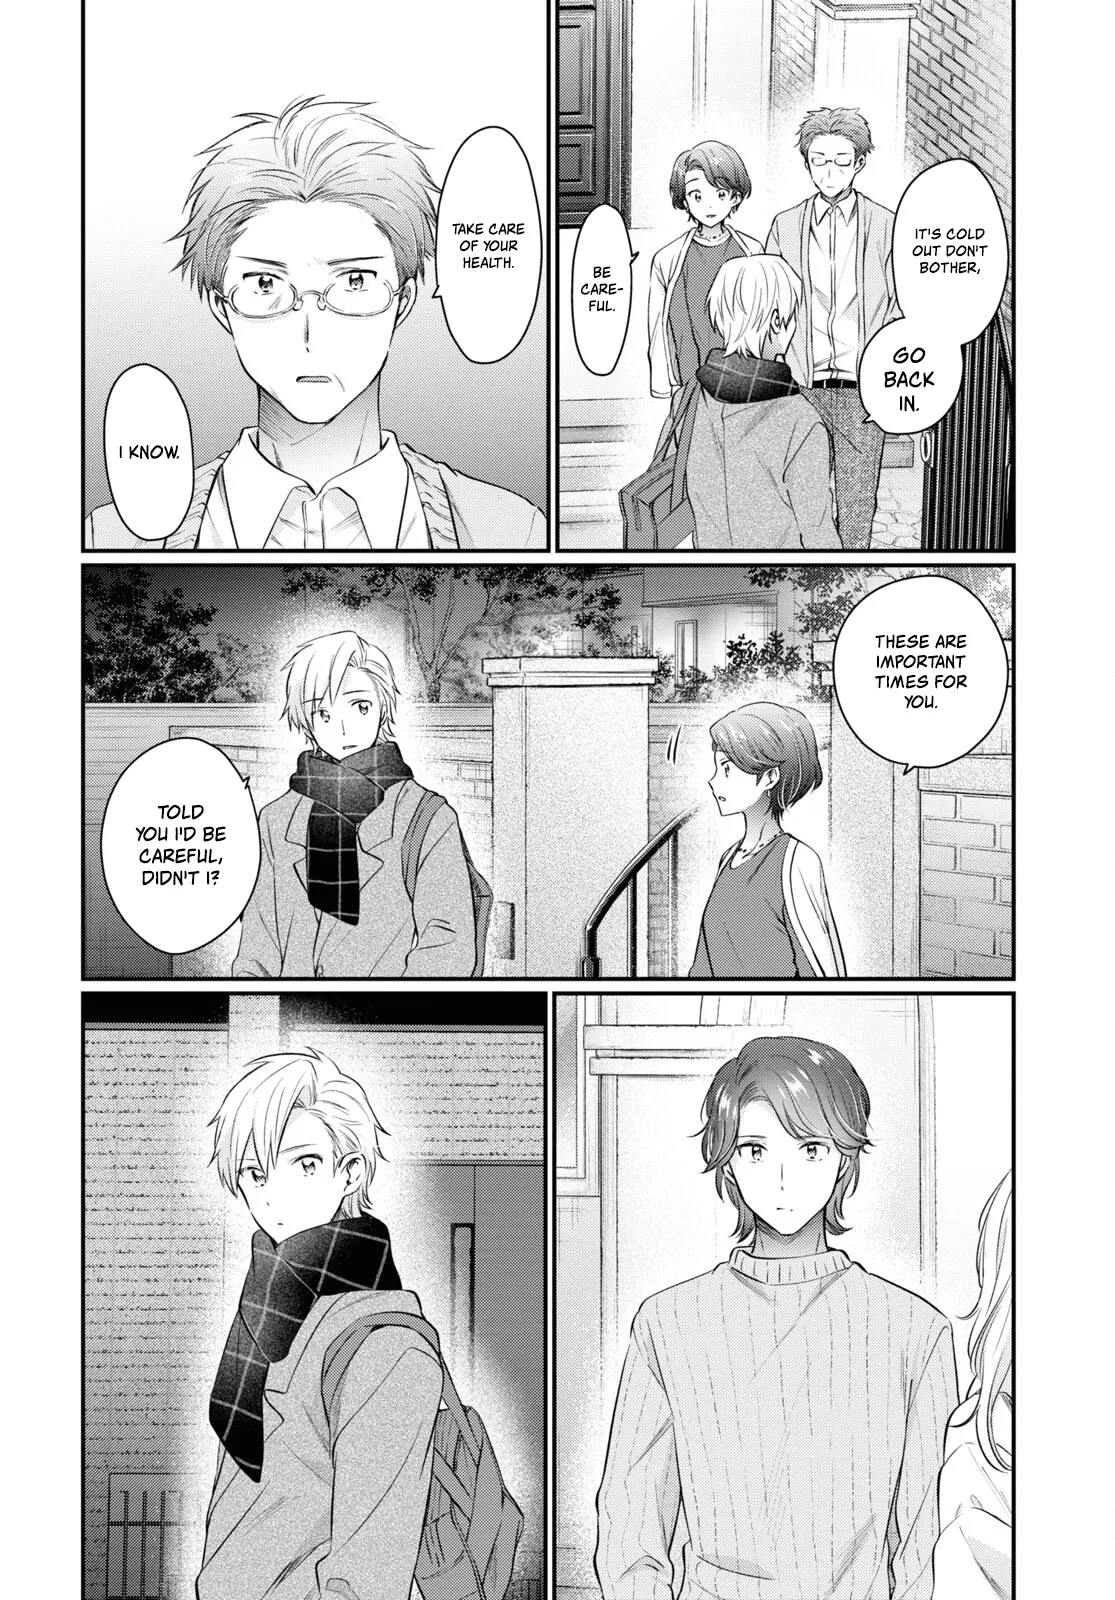 IT'S COLD
OUT DON'T
BOTHER,
GO
BACK
IN.
BE
CARE-
FUL.
TAKE CARE
OF YOUR
HEALTH.
I KNOW.
THESE ARE
IMPORTANT
TIMES FOR
YOU.
TOLD
YOU I'D BE
CAREFUL,
DIDN'T I?